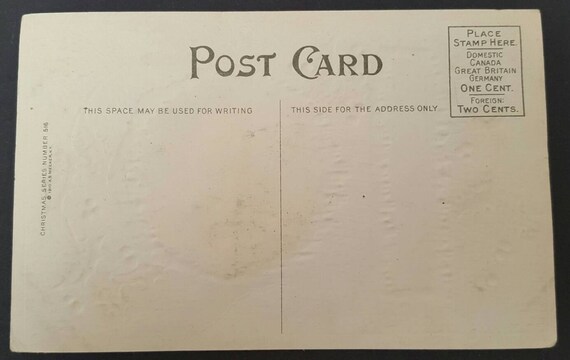 POST CARD
PLACE
STAMP HERE.
DOMESTIC
CANADA
GREAT BRITAIN
GERMANY
ONE CENT.
FOREIGN:
TWO CENTS.
THIS SPACE MAY BE USED FOR WRITING
THIS SIDE FOR THE ADDRESS ONLY
CHRISTMAS SERIES NUMBER